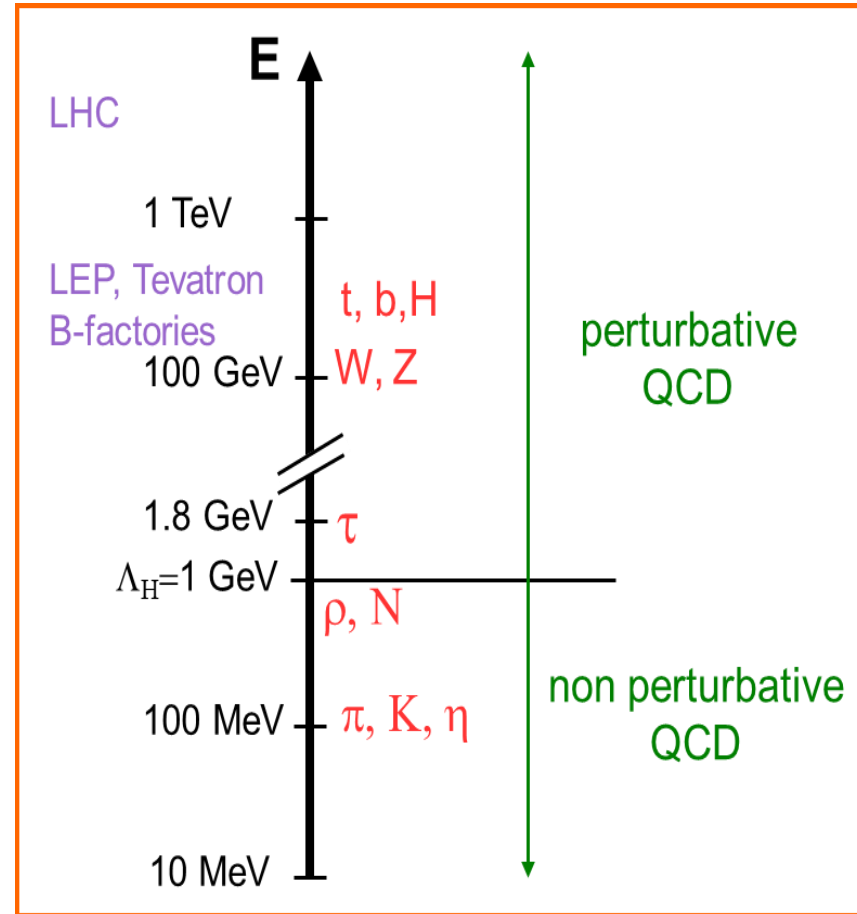 E
LHC
1 TeV
LEP, Tevatron
B-factories
t, b,H
100 GeV
W, Z
perturbative
QCD
1.8 GeV
τ
Λ_H=1 GeV
ρ, N
100 MeV
π, K, η
non perturbative
QCD
10 MeV